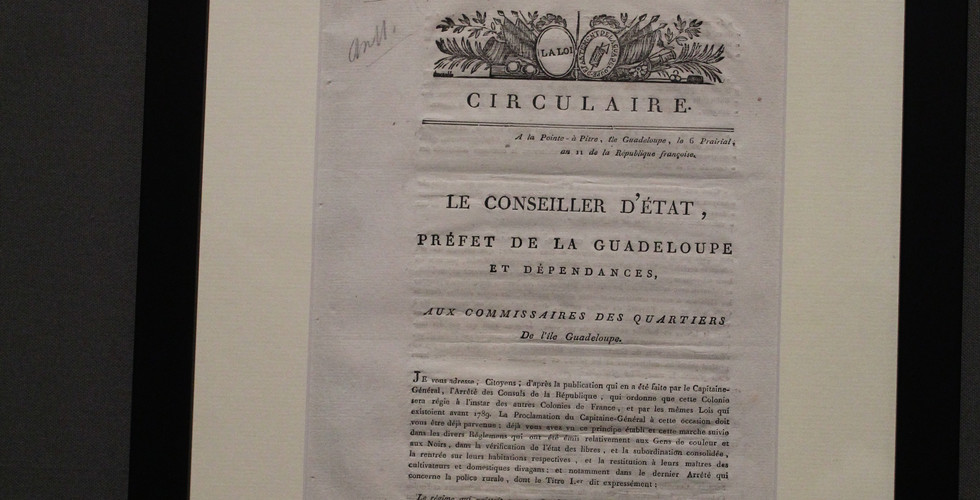 LA LOI
CIRCULAIRE.
A la Pointe-à-Pitre, île Guadeloupe, le 6 Prairial,
an 11 de la République françoise.
LE CONSEILLER D'ÉTAT,
PRÉFET DE LA GUADELOUPE
ET DÉPENDANCES,
AUX COMMISSAIRES DES QUARTIERS
De l'île Guadeloupe.
JE vous adresse, Citoyens, d'après la publication qui en a été faite par le Capitaine-
Général, l'Arrêté des Consuls de la République, qui ordonne que cette Colonie
sera régie à l'instar des autres Colonies de France, et par les mêmes Lois qui
existoient avant 1789. La Proclamation du Capitaine-Général à cette occasion doit
vous être déjà parvenue: déjà vous avez vu ce principe établi et cette marche suivie
dans les divers Réglemens qui ont été émis relativement aux Gens de couleur et
aux Noirs, dans la vérification de l'état des libres, et la subordination consolidée,
la rentrée sur leurs habitations respectives, et la restitution à leurs maîtres des
cultivateurs et domestiques divagans; et notamment dans le dernier Arrêté qui
concerne la police rurale, dont le Titre I.er dit expressément:
Le régime qui